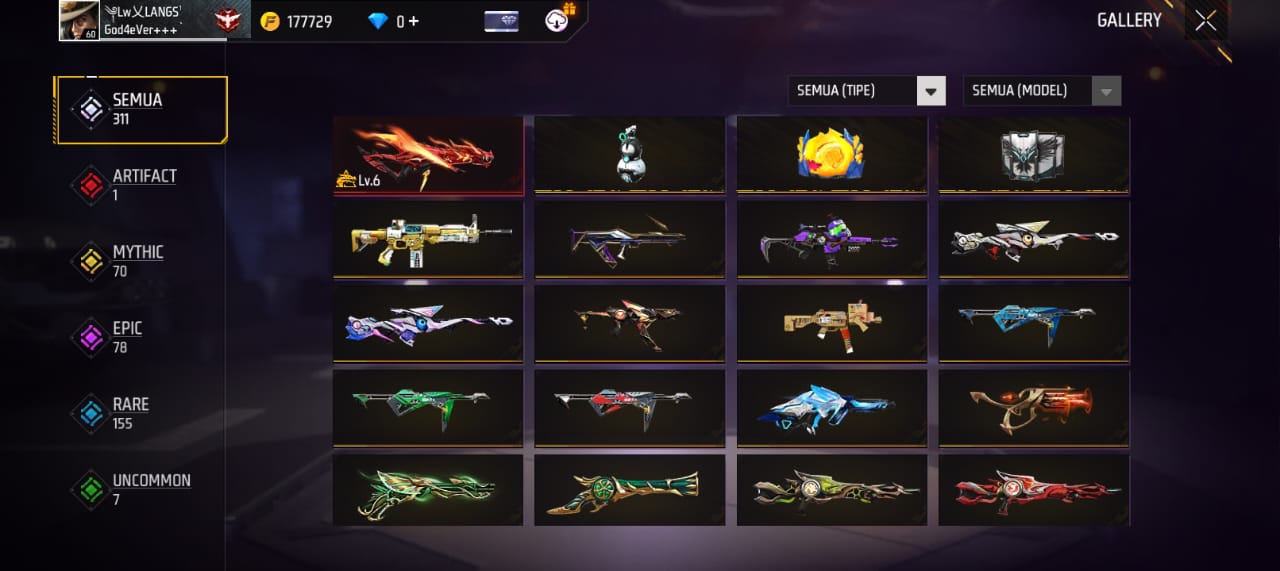 ༒Lw乂LANGS'
God4eVer+++
60
177729
0 +
GALLERY
SEMUA
311
SEMUA (TIPE)
SEMUA (MODEL)
ARTIFACT
1
Lv.6
MYTHIC
70
EPIC
78
RARE
155
UNCOMMON
7